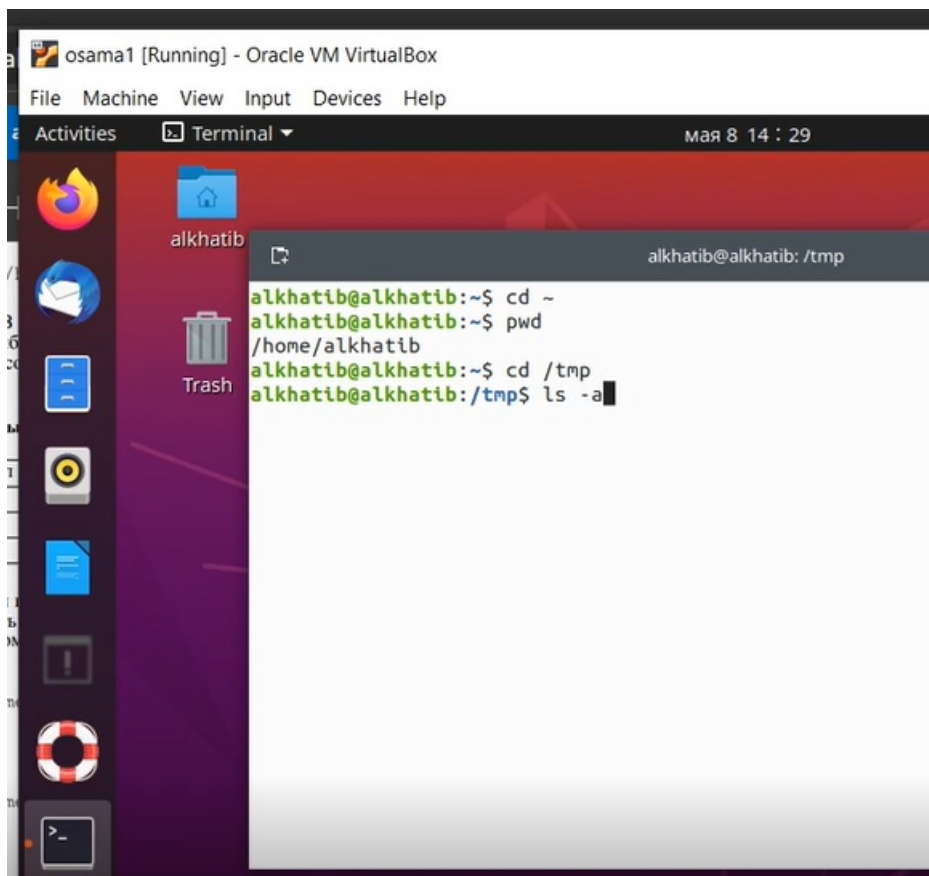 osama1 [Running] - Oracle VM VirtualBox
File Machine View Input Devices Help
Activities Terminal мая 8 14 : 29
alkhatib
Trash
alkhatib@alkhatib: /tmp
alkhatib@alkhatib:~$ cd ~
alkhatib@alkhatib:~$ pwd
/home/alkhatib
alkhatib@alkhatib:~$ cd /tmp
alkhatib@alkhatib:/tmp$ ls -a